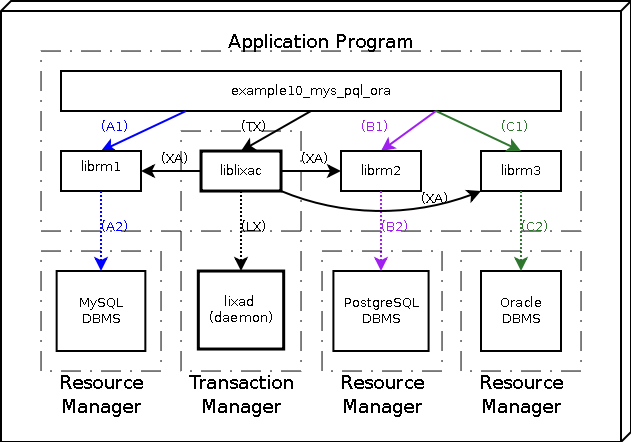 Application Program
example10_mys_pql_ora
(A1)
(TX)
(B1)
(C1)
librm1
(XA)
liblixac
(XA)
librm2
librm3
(XA)
(A2)
(LX)
(B2)
(C2)
MySQL
DBMS
lixad
(daemon)
PostgreSQL
DBMS
Oracle
DBMS
Resource
Manager
Transaction
Manager
Resource
Manager
Resource
Manager